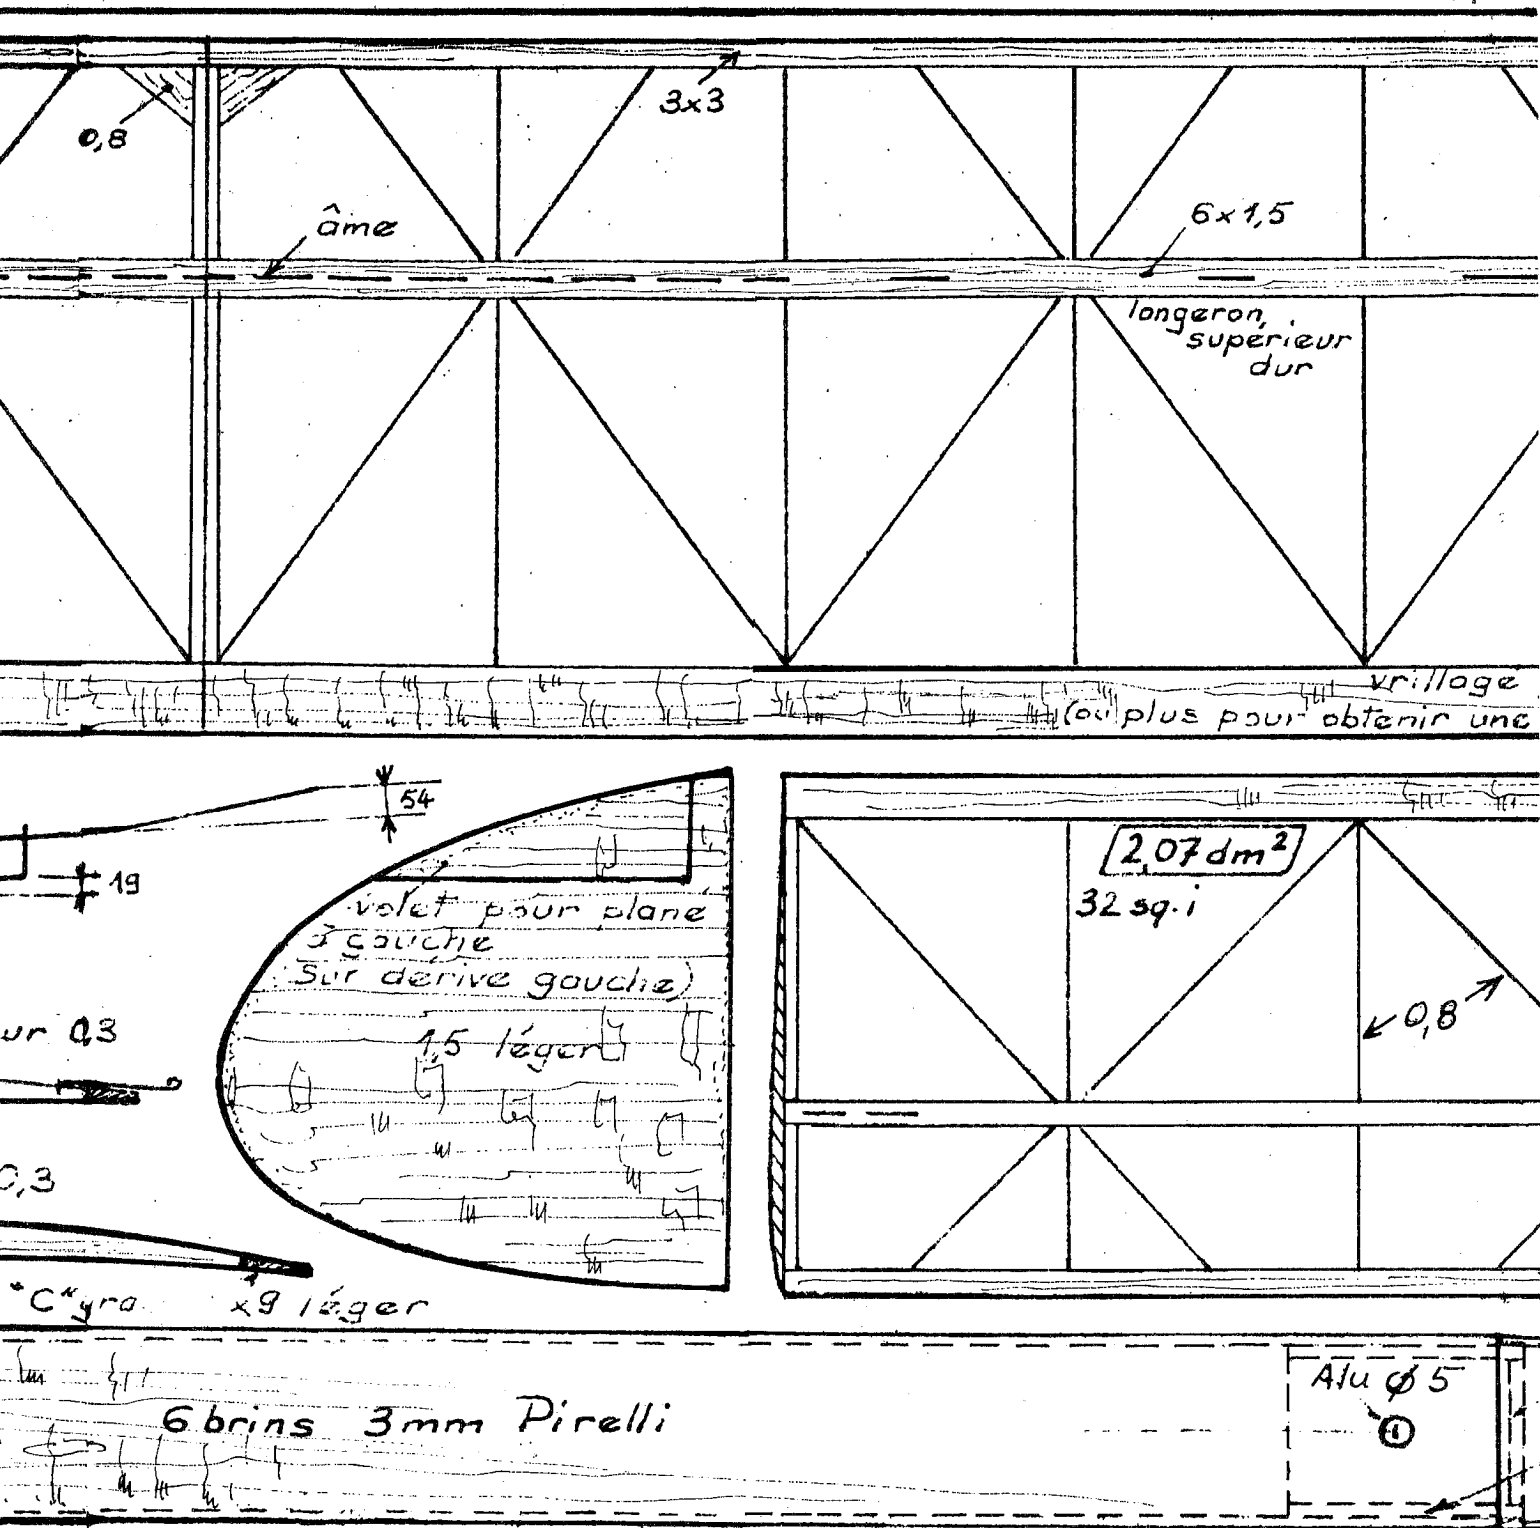 3x3
0,8
âme
6x1,5
longeron
supérieur
dur
vrillage
(ou plus pour obtenir une
54
19
2,07 dm²
32 sq.i
volet pour plané
à gauche
Sur dérive gauche)
0,8
ur 0,3
1,5 léger
0,3
"C" gra
x9 léger
Alu ø 5
6 brins 3mm Pirelli